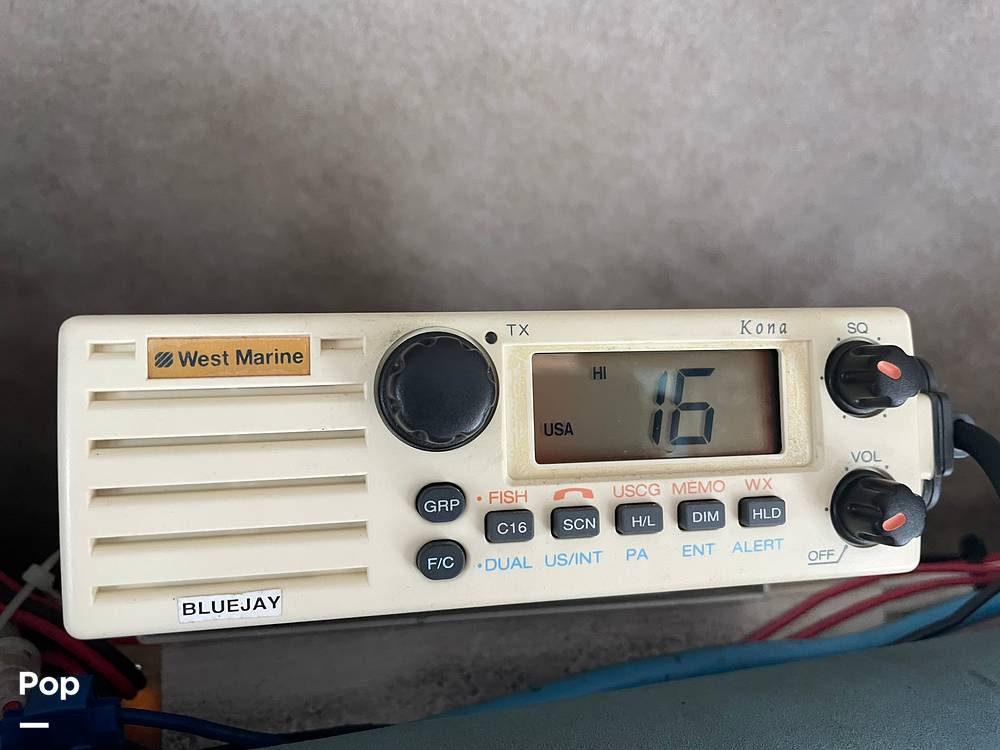 West Marine
TX
Kona
SQ
HI
16
USA
VOL
OFF
GRP
• FISH USCG MEMO WX
C16 SCN H/L DIM HLD
F/C
• DUAL US/INT PA ENT ALERT
BLUEJAY
Pop